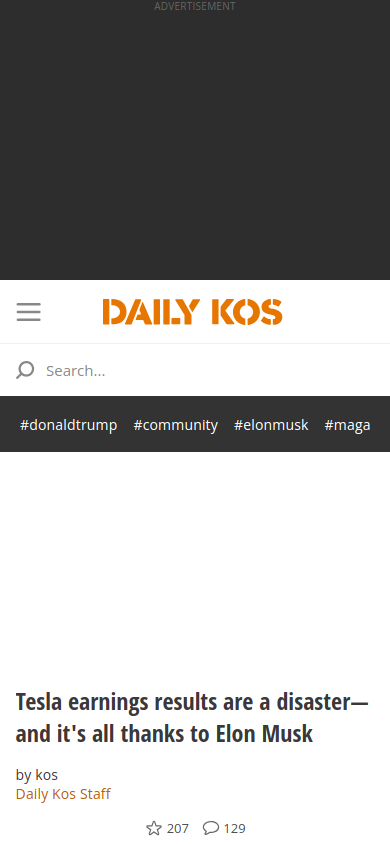 ADVERTISEMENT
DAILY KOS
Search...
#donaldtrump #community #elonmusk #maga
Tesla earnings results are a disaster—
and it's all thanks to Elon Musk
by kos
Daily Kos Staff
207 129